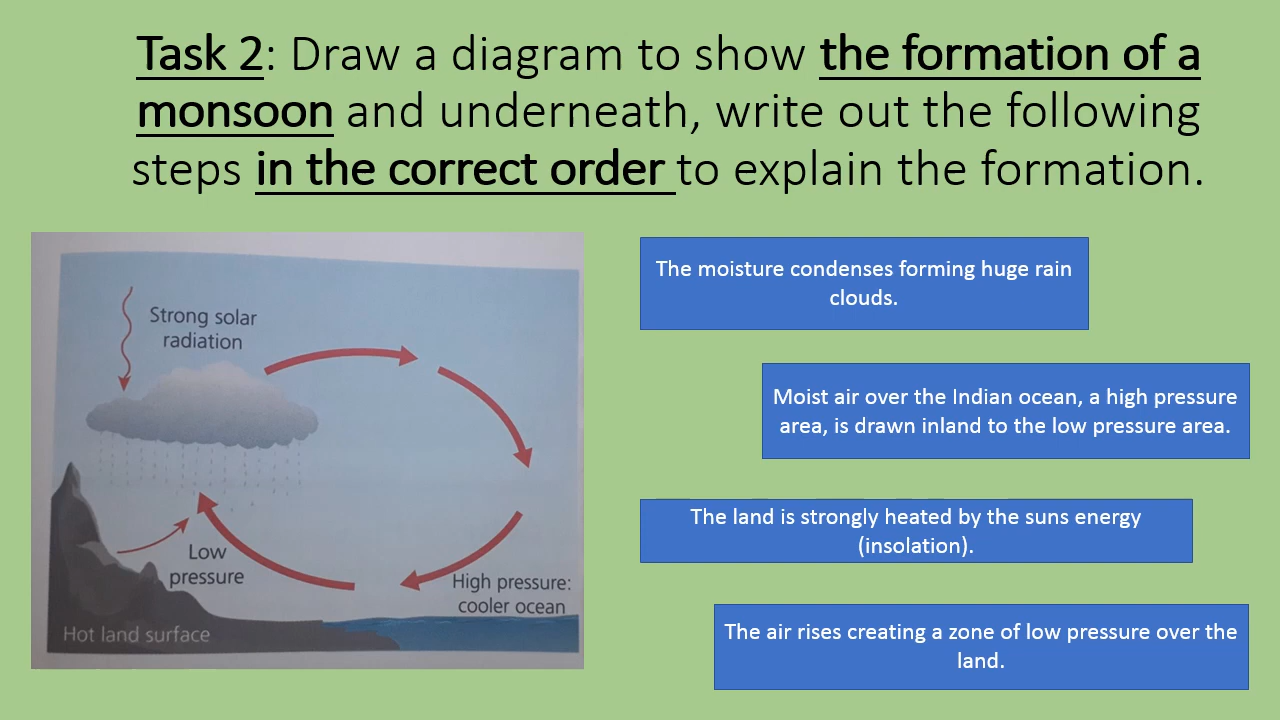 Task 2: Draw a diagram to show the formation of a
monsoon and underneath, write out the following
steps in the correct order to explain the formation.
Strong solar
radiation
Low
pressure
High pressure:
cooler ocean
Hot land surface
The moisture condenses forming huge rain
clouds.
Moist air over the Indian ocean, a high pressure
area, is drawn inland to the low pressure area.
The land is strongly heated by the suns energy
(insolation).
The air rises creating a zone of low pressure over the
land.